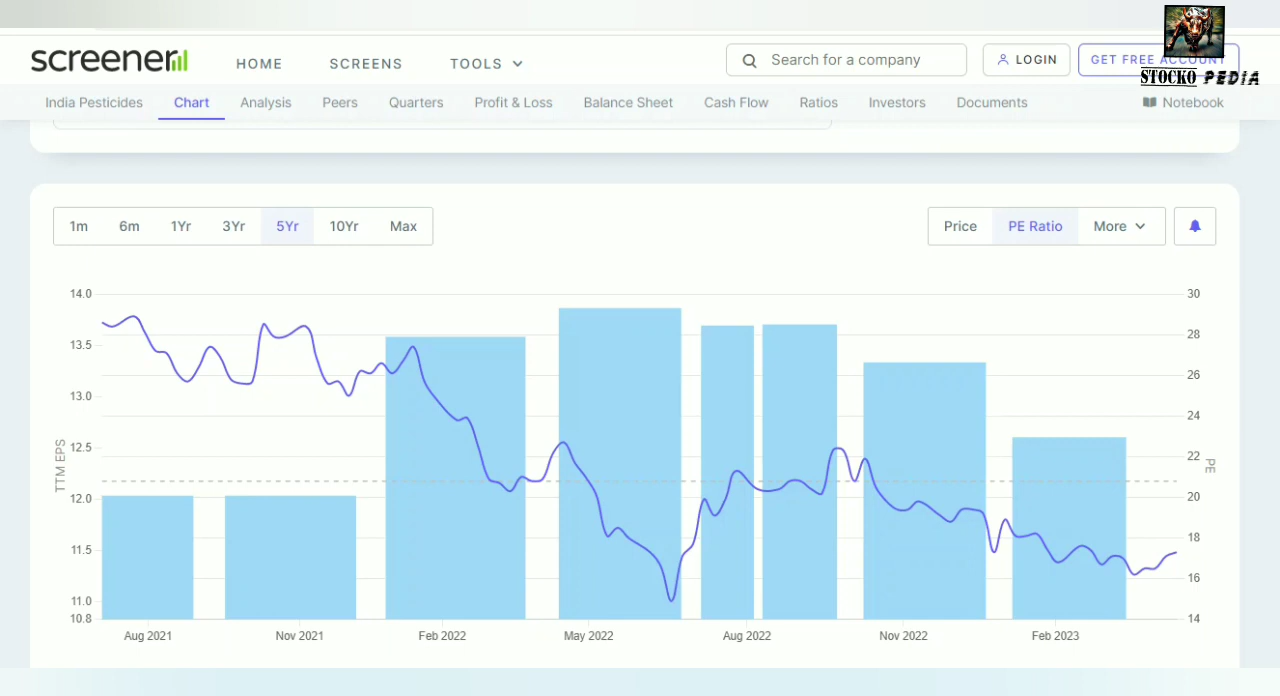 screener
HOME SCREENS TOOLS
Search for a company
LOGIN
GET FREE ACCOUNT
STOCKO PEDIA
India Pesticides Chart Analysis Peers Quarters Profit & Loss Balance Sheet Cash Flow Ratios Investors Documents Notebook
1m 6m 1Yr 3Yr 5Yr 10Yr Max
Price PE Ratio More
14.0
13.5
13.0
12.5
12.0
11.5
11.0
10.8
TTM EPS
30
28
26
24
22
20
18
16
14
PE
Aug 2021 Nov 2021 Feb 2022 May 2022 Aug 2022 Nov 2022 Feb 2023